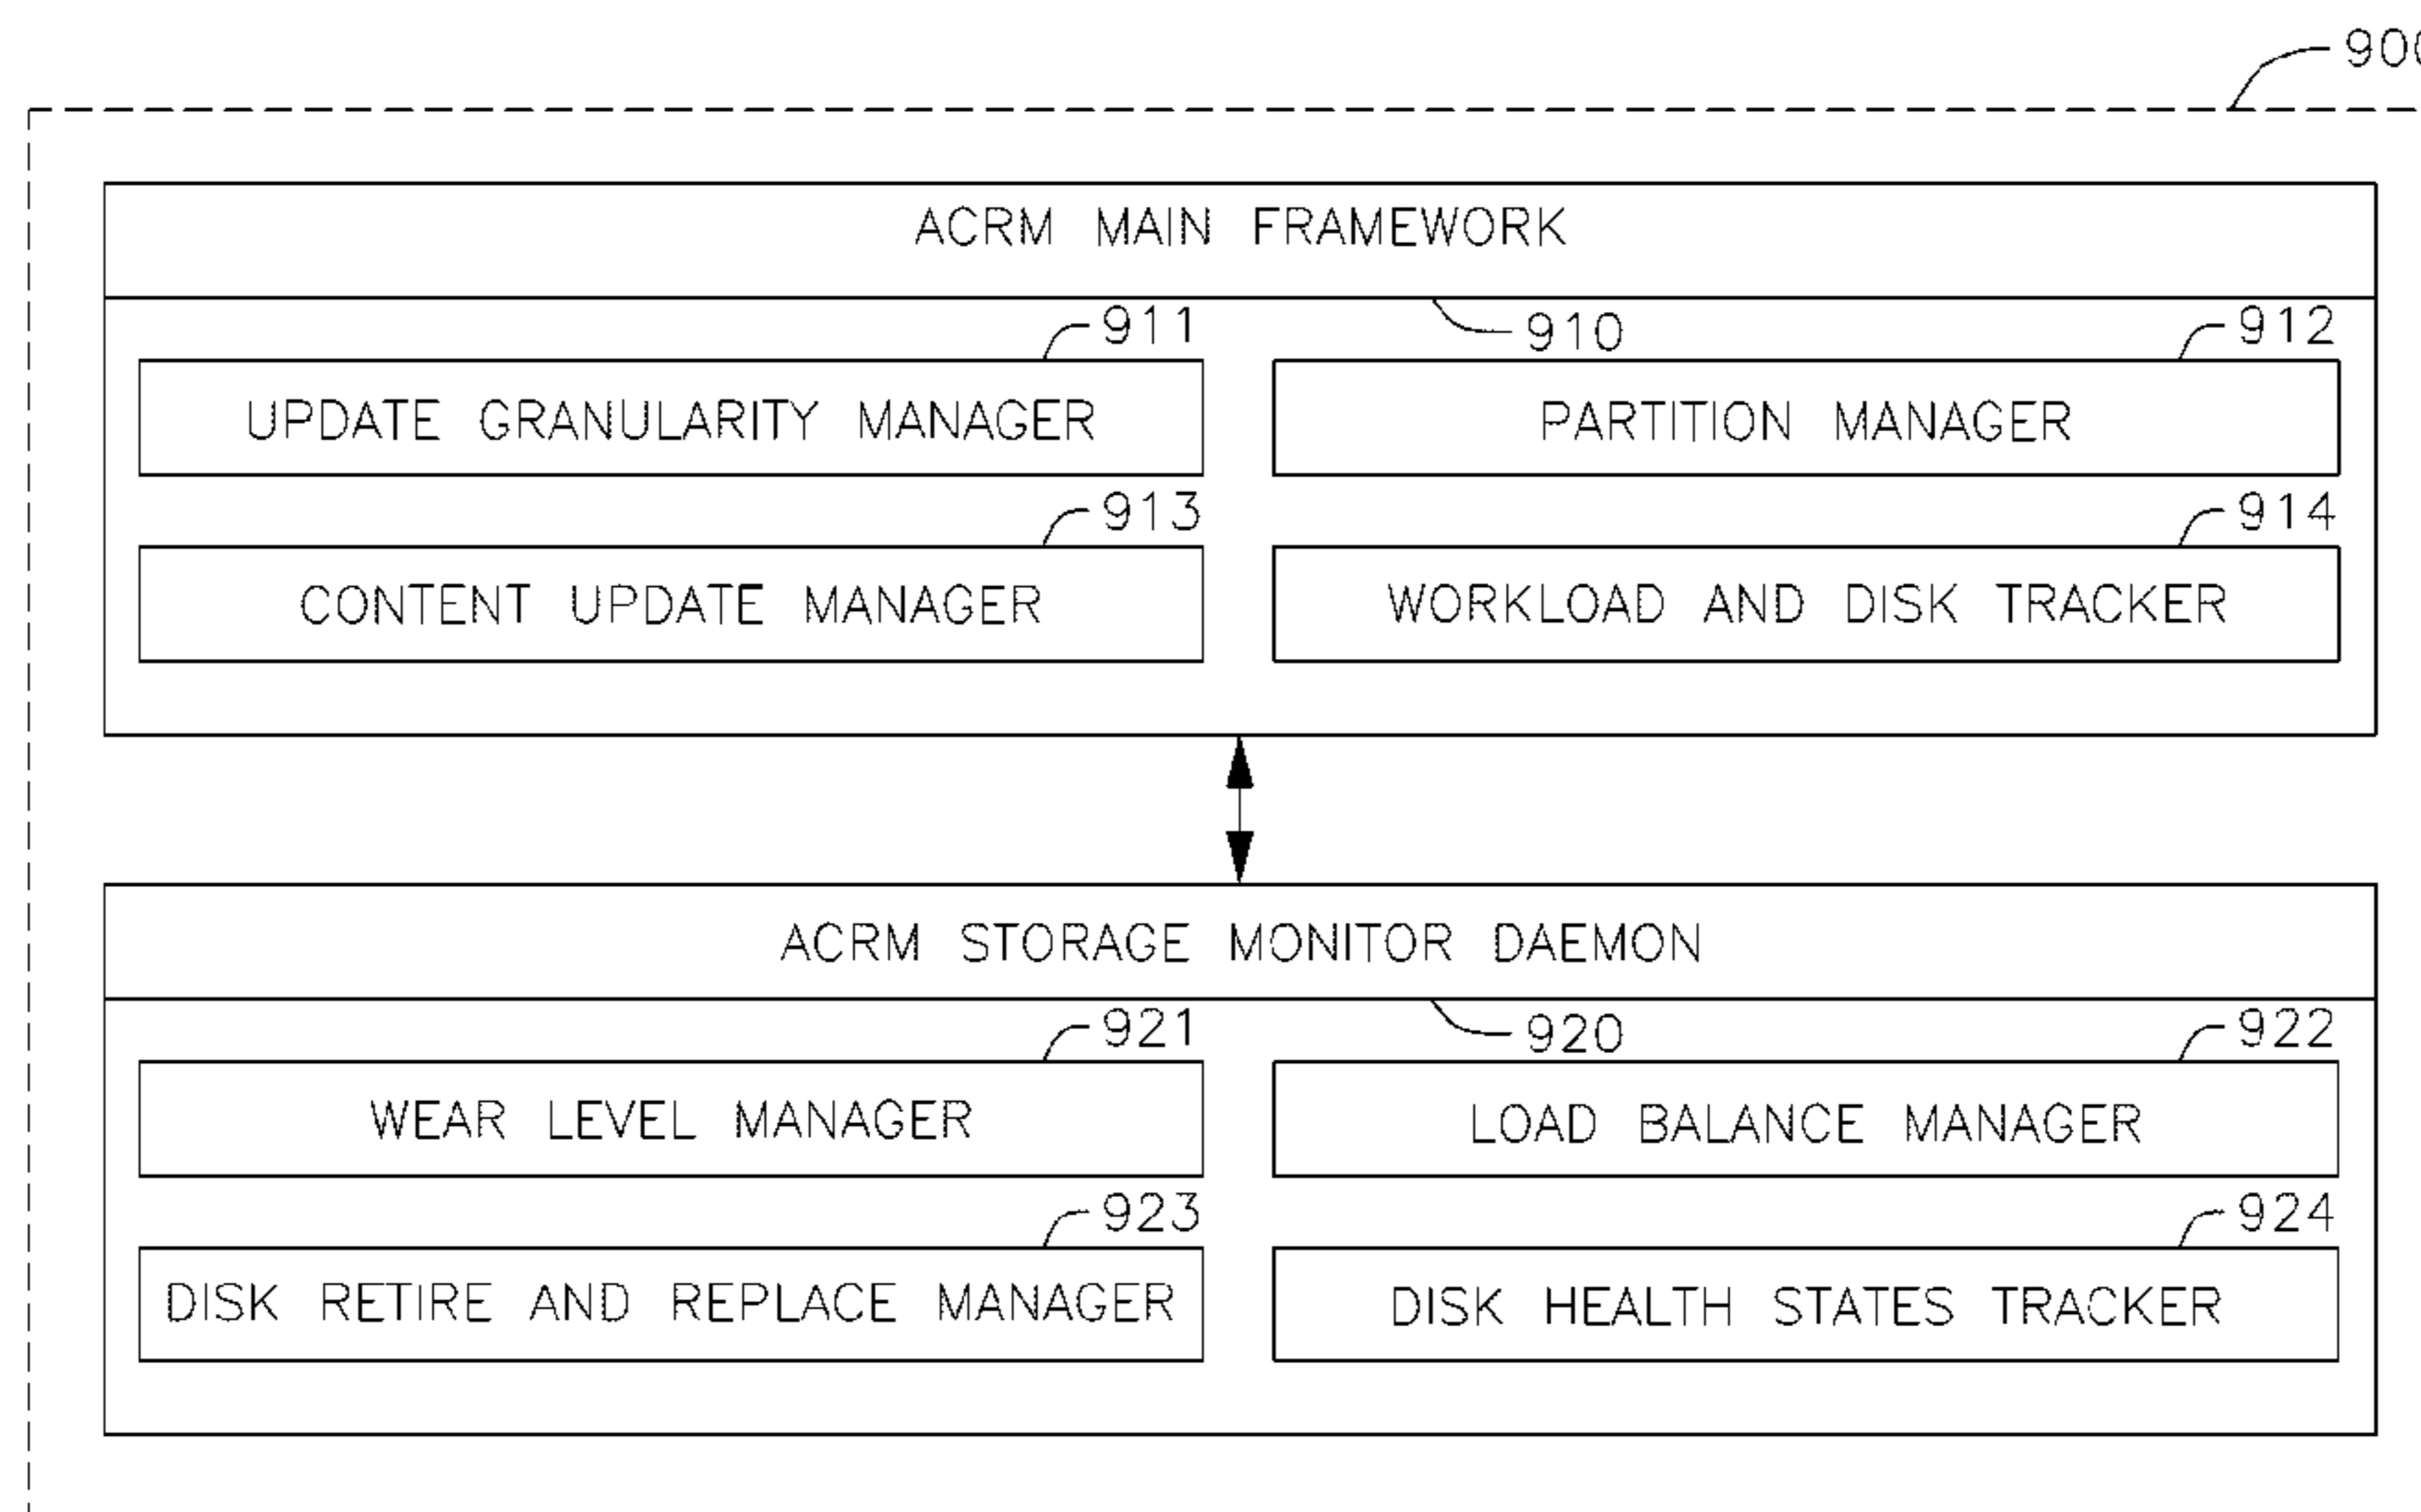 ACRM MAIN FRAMEWORK
911
910
912
UPDATE GRANULARITY MANAGER
PARTITION MANAGER
913
914
CONTENT UPDATE MANAGER
WORKLOAD AND DISK TRACKER
ACRM STORAGE MONITOR DAEMON
921
920
922
WEAR LEVEL MANAGER
LOAD BALANCE MANAGER
923
924
DISK RETIRE AND REPLACE MANAGER
DISK HEALTH STATES TRACKER